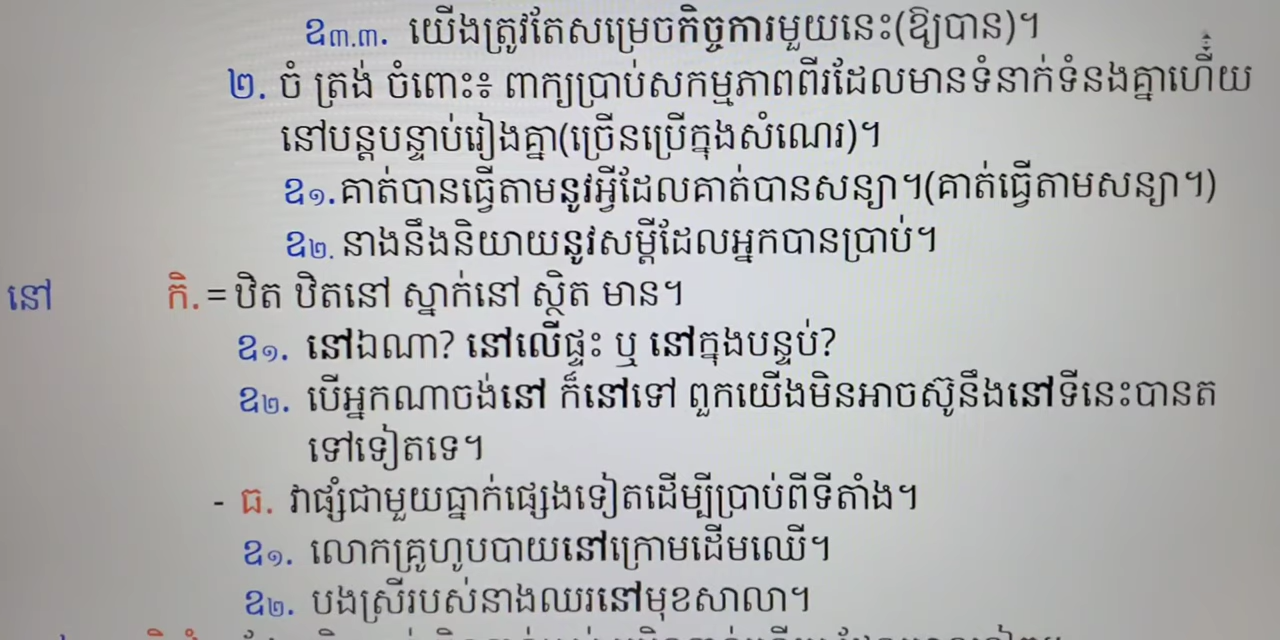 ឧ៣.៣. យើងត្រូវតែសម្រេចកិច្ចការមួយនេះ(ឱ្យបាន)។
២. ចំ ត្រង់ ចំពោះ៖ ពាក្យប្រាប់សកម្មភាពពីរដែលមានទំនាក់ទំនងគ្នាហើយ
នៅបន្តបន្ទាប់រៀងគ្នា(ច្រើនប្រើក្នុងសំណេរ)។
ឧ១.គាត់បានធ្វើតាមនូវអ្វីដែលគាត់បានសន្យា។(គាត់ធ្វើតាមសន្យា។)
ឧ២. នាងនឹងនិយាយនូវសម្ដីដែលអ្នកបានប្រាប់។
នៅ កិ. = ឋិត ឋិតនៅ ស្នាក់នៅ ស្ថិត មាន។
ឧ១. នៅឯណា? នៅលើផ្ទះ ឬ នៅក្នុងបន្ទប់?
ឧ២. បើអ្នកណាចង់នៅ ក៏នៅទៅ ពួកយើងមិនអាចស៊ូនឹងនៅទីនេះបានត
ទៅទៀតទេ។
- ធ. វាផ្សំជាមួយធ្នាក់ផ្សេងទៀតដើម្បីប្រាប់ពីទីតាំង។
ឧ១. លោកគ្រូហូបបាយនៅក្រោមដើមឈើ។
ឧ២. បងស្រីរបស់នាងឈរនៅមុខសាលា។